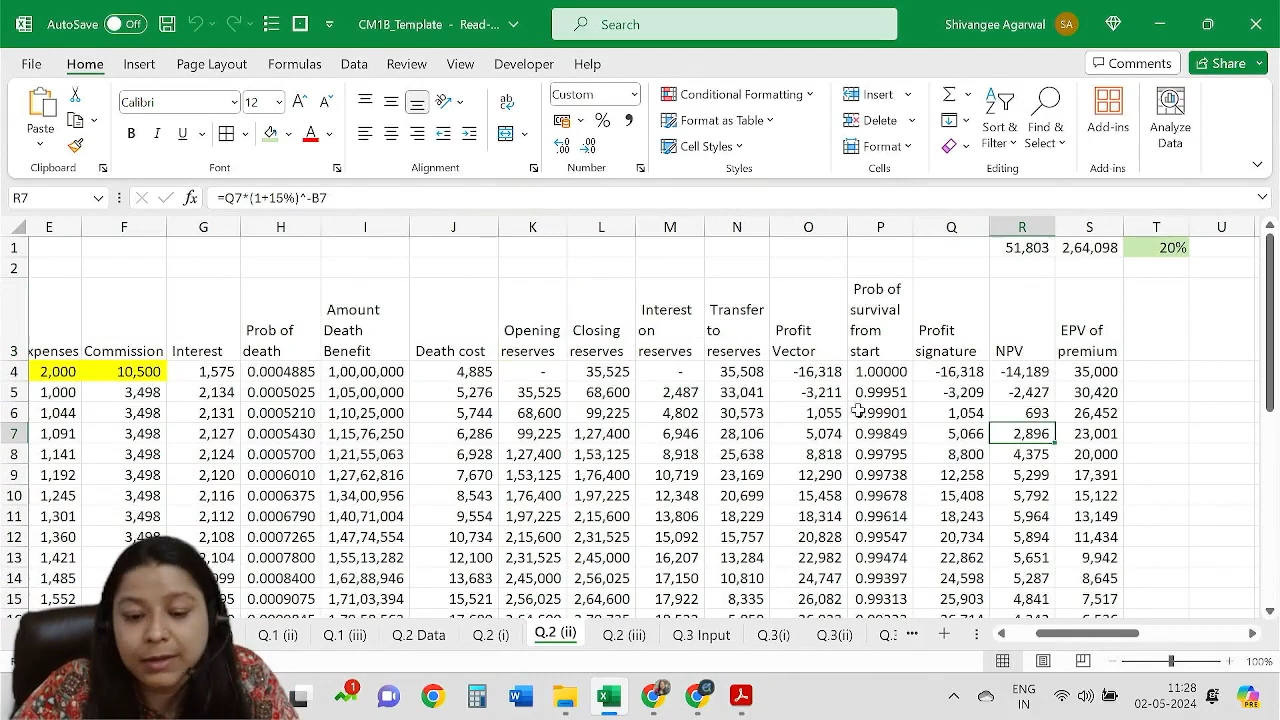 AutoSave Off CM1B_Template - Read-... Search Shivangee Agarwal SA
File Home Insert Page Layout Formulas Data Review View Developer Help Comments Share
Calibri 12 Custom Conditional Formatting Insert
Paste B I U Format as Table Delete Sort & Filter Find & Select Add-ins Analyze Data
Cell Styles Format
Clipboard Font Alignment Number Styles Cells Editing Add-ins
R7 fx =Q7*(1+15%)^-B7
E F G H I J K L M N O P Q R S T U
1 51,803 2,64,098 20%
2
3 xpenses Commission Interest Prob of death Amount Death Benefit Death cost Opening reserves Closing reserves Interest on reserves Transfer to reserves Profit Vector Prob of survival from start Profit signature NPV EPV of premium
4 2,000 10,500 1,575 0.0004885 1,00,00,000 4,885 - 35,525 - 35,508 -16,318 1.00000 -16,318 -14,189 35,000
5 1,000 3,498 2,134 0.0005025 1,05,00,000 5,276 35,525 68,600 2,487 33,041 -3,211 0.99951 -3,209 -2,427 30,420
6 1,044 3,498 2,131 0.0005210 1,10,25,000 5,744 68,600 99,225 4,802 30,573 1,055 0.99901 1,054 693 26,452
7 1,091 3,498 2,127 0.0005430 1,15,76,250 6,286 99,225 1,27,400 6,946 28,106 5,074 0.99849 5,066 2,896 23,001
8 1,141 3,498 2,124 0.0005700 1,21,55,063 6,928 1,27,400 1,53,125 8,918 25,638 8,818 0.99795 8,800 4,375 20,000
9 1,192 3,498 2,120 0.0006010 1,27,62,816 7,670 1,53,125 1,76,400 10,719 23,169 12,290 0.99738 12,258 5,299 17,391
10 1,245 3,498 2,116 0.0006375 1,34,00,956 8,543 1,76,400 1,97,225 12,348 20,699 15,458 0.99678 15,408 5,792 15,122
11 1,301 3,498 2,112 0.0006790 1,40,71,004 9,554 1,97,225 2,15,600 13,806 18,229 18,314 0.99614 18,243 5,964 13,149
12 1,360 3,498 2,108 0.0007265 1,47,74,554 10,734 2,15,600 2,31,525 15,092 15,757 20,828 0.99547 20,734 5,894 11,434
13 1,421 2,104 0.0007800 1,55,13,282 12,100 2,31,525 2,45,000 16,207 13,284 22,982 0.99474 22,862 5,651 9,942
14 1,485 0.0008400 1,62,88,946 13,683 2,45,000 2,56,025 17,150 10,810 24,747 0.99397 24,598 5,287 8,645
15 1,552 0.0009075 1,71,03,394 15,521 2,56,025 2,64,600 17,922 8,335 26,082 0.99313 25,903 4,841 7,517
Q.1 (ii) Q.1 (iii) Q.2 Data Q.2 (i) Q.2 (ii) Q.2 (iii) Q.3 Input Q.3(i) Q.3(ii)
100%
ENG 11:28
02-05-2024